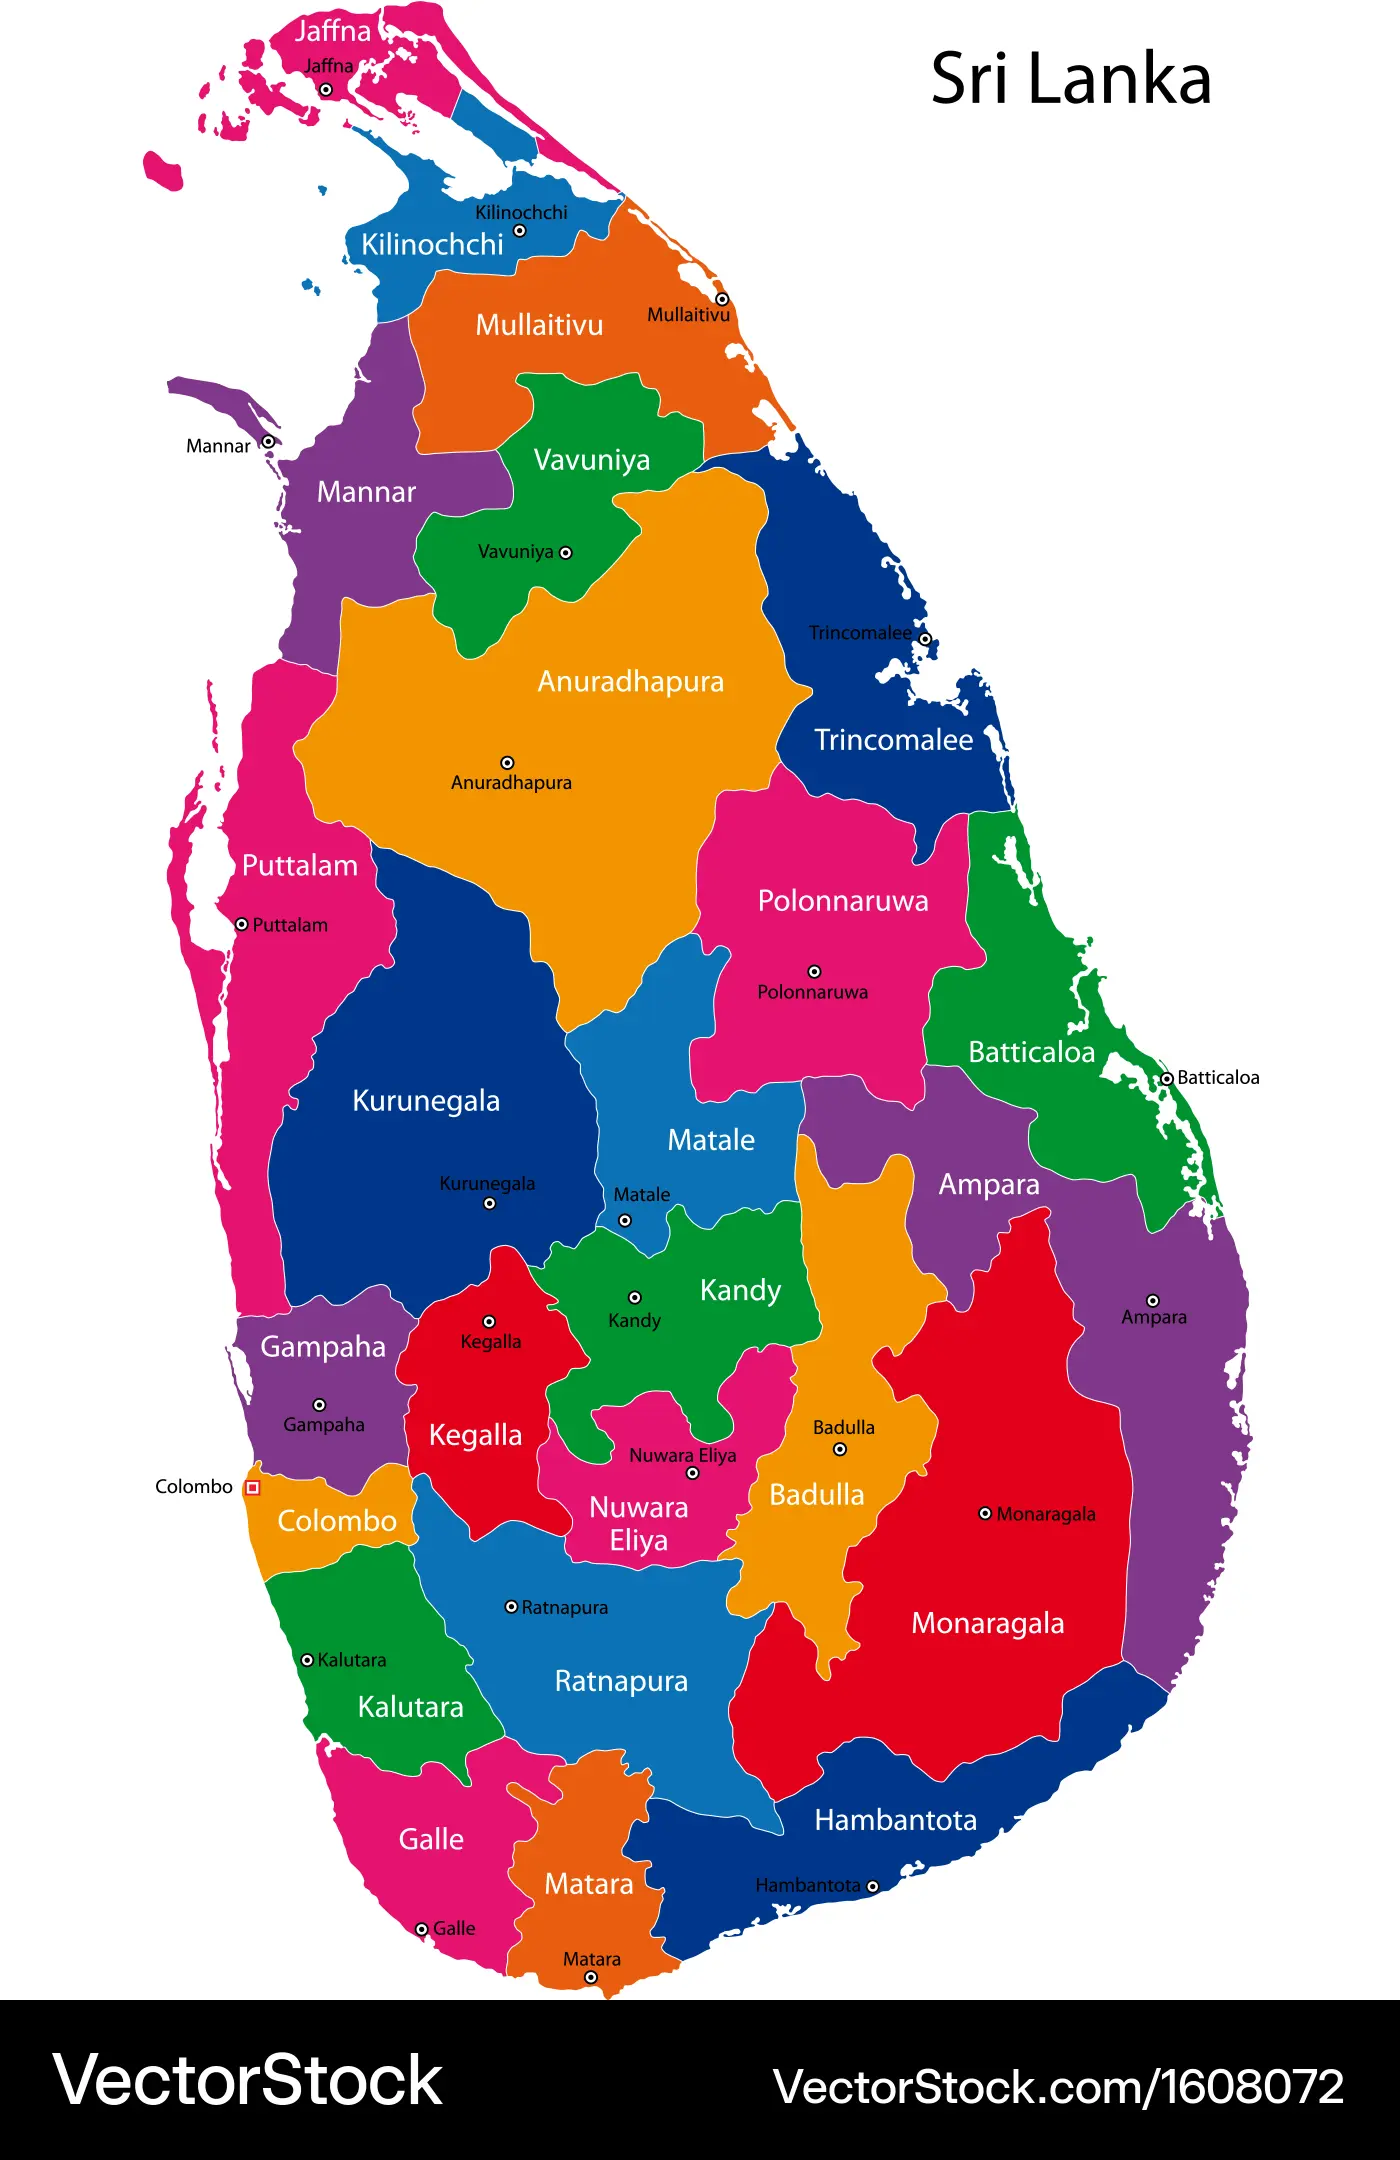 Sri Lanka
Jaffna
Jaffna
Kilinochchi
Kilinochchi
Mullaitivu
Mullaitivu
Mannar
Vavuniya
Mannar
Vavuniya
Trincomalee
Anuradhapura
Trincomalee
Anuradhapura
Puttalam
Polonnaruwa
Puttalam
Polonnaruwa
Batticaloa
Batticaloa
Kurunegala
Matale
Kurunegala
Ampara
Matale
Kandy
Ampara
Kandy
Kegalla
Gampaha
Gampaha
Badulla
Kegalla
Nuwara Eliya
Colombo
Badulla
Nuwara
Eliya
Monaragala
Colombo
Ratnapura
Monaragala
Kalutara
Ratnapura
Kalutara
Hambantota
Galle
Matara
Hambantota
Galle
Matara
VectorStock
VectorStock.com/1608072